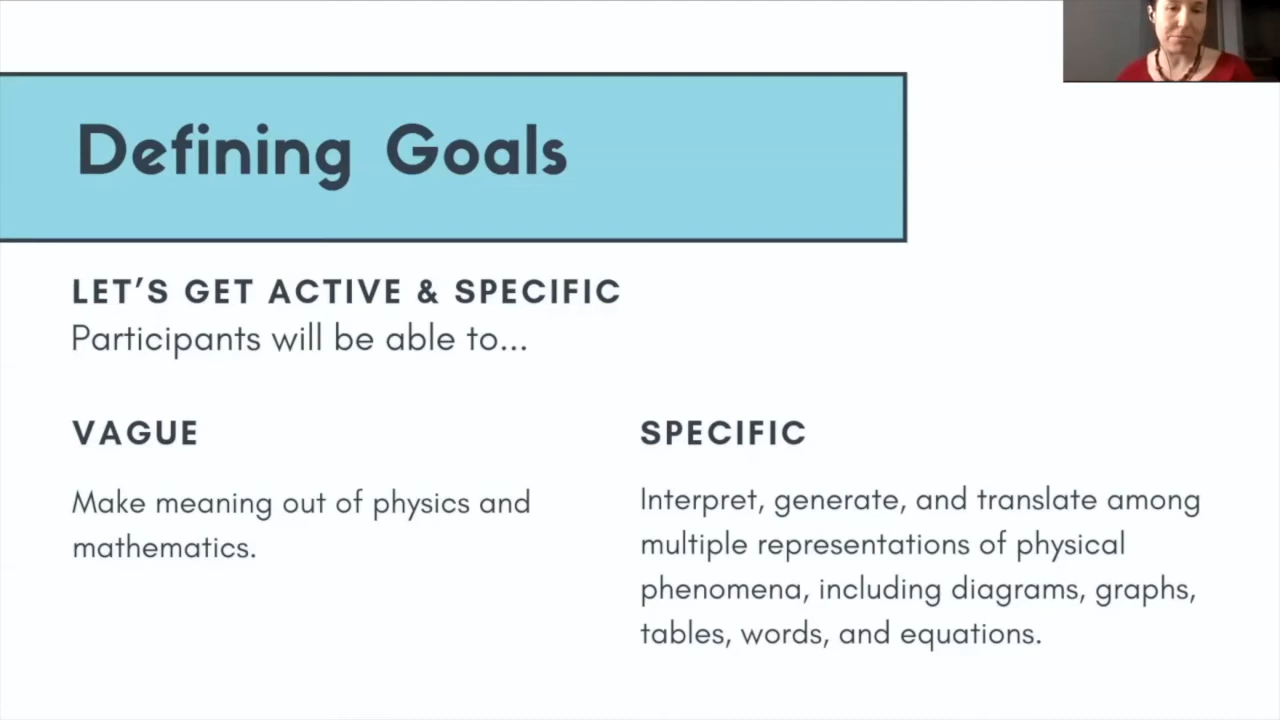 Defining Goals
LET’S GET ACTIVE & SPECIFIC
Participants will be able to...
VAGUE
Make meaning out of physics and
mathematics.
SPECIFIC
Interpret, generate, and translate among
multiple representations of physical
phenomena, including diagrams, graphs,
tables, words, and equations.